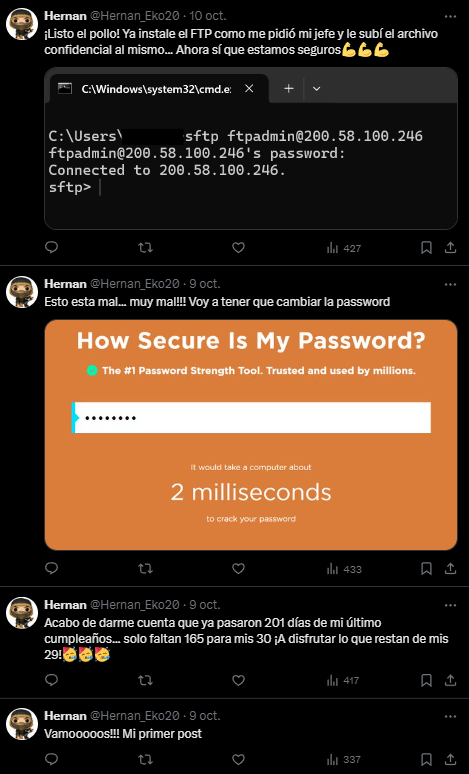 Hernan @Hernan_Eko20 · 10 oct.
¡Listo el pollo! Ya instale el FTP como me pidió mi jefe y le subí el archivo
confidencial al mismo... Ahora sí que estamos seguros💪💪💪
C:\Windows\system32\cmd.e:
C:\Users\ sftp ftpadmin@200.58.100.246
ftpadmin@200.58.100.246's password:
Connected to 200.58.100.246.
sftp>
427
Hernan @Hernan_Eko20 · 9 oct.
Esto esta mal... muy mal!!! Voy a tener que cambiar la password
How Secure Is My Password?
The #1 Password Strength Tool. Trusted and used by millions.
••••••••
It would take a computer about
2 milliseconds
to crack your password
433
Hernan @Hernan_Eko20 · 9 oct.
Acabo de darme cuenta que ya pasaron 201 días de mi último
cumpleaños... solo faltan 165 para mis 30 ¡A disfrutar lo que restan de mis
29!🥳🥳🥳
417
Hernan @Hernan_Eko20 · 9 oct.
Vamooooos!!! Mi primer post
337